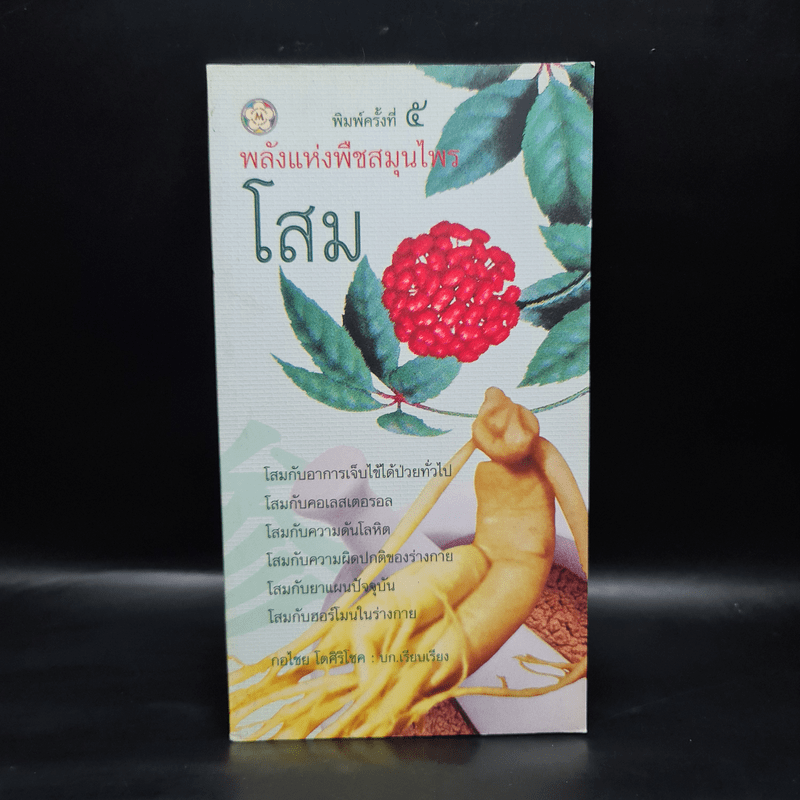 M
พิมพ์ครั้งที่ ๕
พลังแห่งพืชสมุนไพร
โสม
โสมกับอาการเจ็บไข้ได้ป่วยทั่วไป
โสมกับคอเลสเตอรอล
โสมกับความดันโลหิต
โสมกับความผิดปกติของร่างกาย
โสมกับยาแผนปัจจุบัน
โสมกับฮอร์โมนในร่างกาย
กอไชย โตศิริโชค : บก.เรียบเรียง